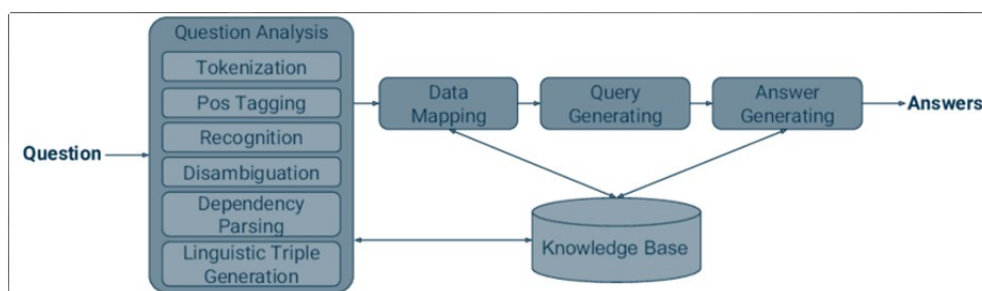 Question
Question Analysis
Tokenization
Pos Tagging
Recognition
Disambiguation
Dependency
Parsing
Linguistic Triple
Generation
Data
Mapping
Query
Generating
Answer
Generating
Answers
Knowledge Base